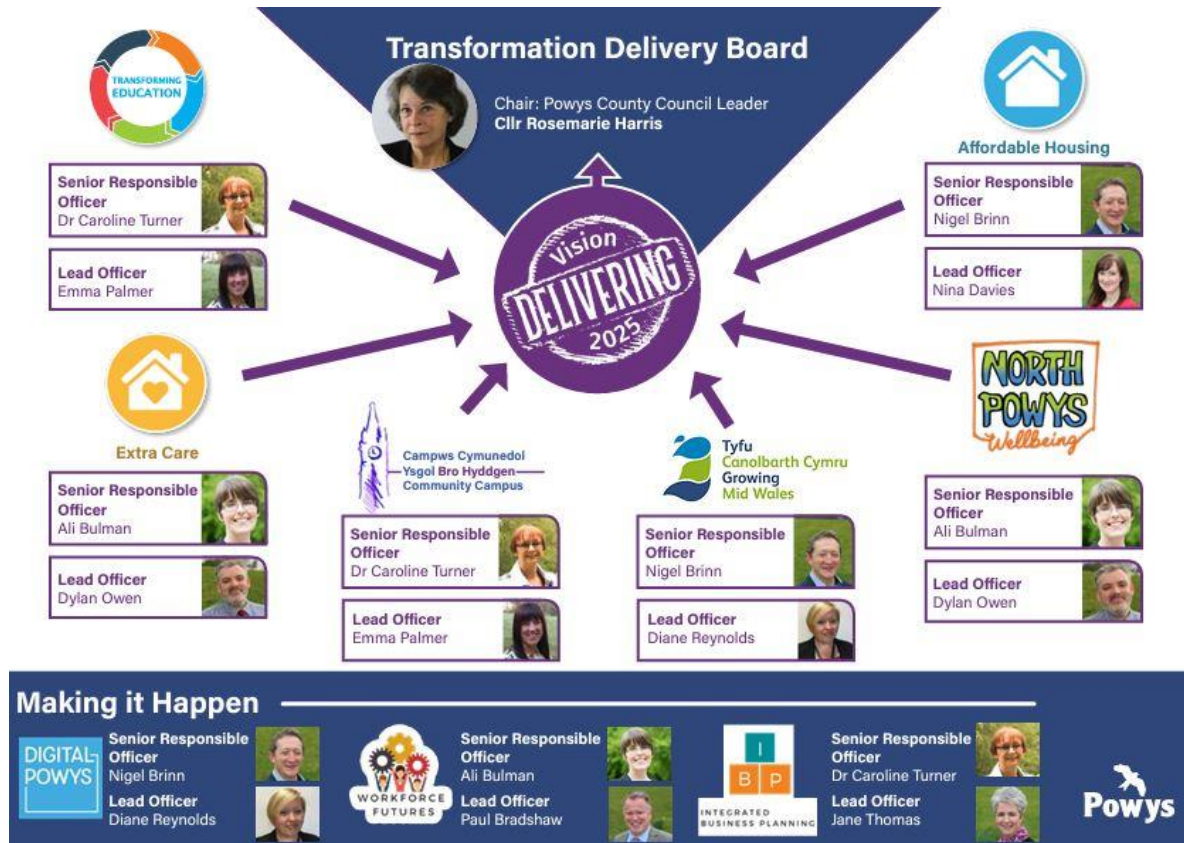 Transformation Delivery Board
Chair: Powys County Council Leader
Cllr Rosemarie Harris
TRANSFORMING
EDUCATION
Senior Responsible
Officer
Dr Caroline Turner
Lead Officer
Emma Palmer
Affordable Housing
Senior Responsible
Officer
Nigel Brinn
Lead Officer
Nina Davies
Vision
DELIVERING
2025
Extra Care
Senior Responsible
Officer
Ali Bulman
Lead Officer
Dylan Owen
Campws Cymunedol
Ysgol Bro Hyddgen
Community Campus
Senior Responsible
Officer
Dr Caroline Turner
Lead Officer
Emma Palmer
Tyfu
Canolbarth Cymru
Growing
Mid Wales
Senior Responsible
Officer
Nigel Brinn
Lead Officer
Diane Reynolds
NORTH
POWYS
Wellbeing
Senior Responsible
Officer
Ali Bulman
Lead Officer
Dylan Owen
Making it Happen
DIGITAL
POWYS
Senior Responsible
Officer
Nigel Brinn
Lead Officer
Diane Reynolds
WORKFORCE
FUTURES
Senior Responsible
Officer
Ali Bulman
Lead Officer
Paul Bradshaw
I
B P
INTEGRATED
BUSINESS PLANNING
Senior Responsible
Officer
Dr Caroline Turner
Lead Officer
Jane Thomas
Powys